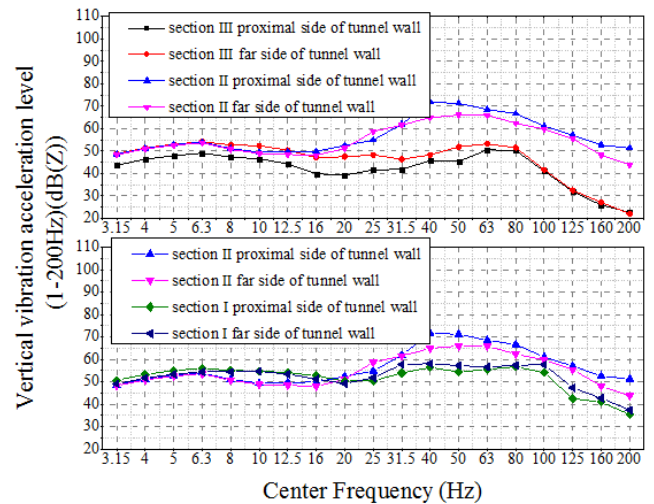 Vertical vibration acceleration level
(1-200Hz)(dB(Z))
110
100
90
80
70
60
50
40
30
20
section III proximal side of tunnel wall
section III far side of tunnel wall
section II proximal side of tunnel wall
section II far side of tunnel wall
3.15 4 5 6.3 8 10 12.5 16 20 25 31.5 40 50 63 80 100 125 160 200
110
100
90
80
70
60
50
40
30
20
section II proximal side of tunnel wall
section II far side of tunnel wall
section I proximal side of tunnel wall
section I far side of tunnel wall
3.15 4 5 6.3 8 10 12.5 16 20 25 31.5 40 50 63 80 100 125 160 200
Center Frequency (Hz)